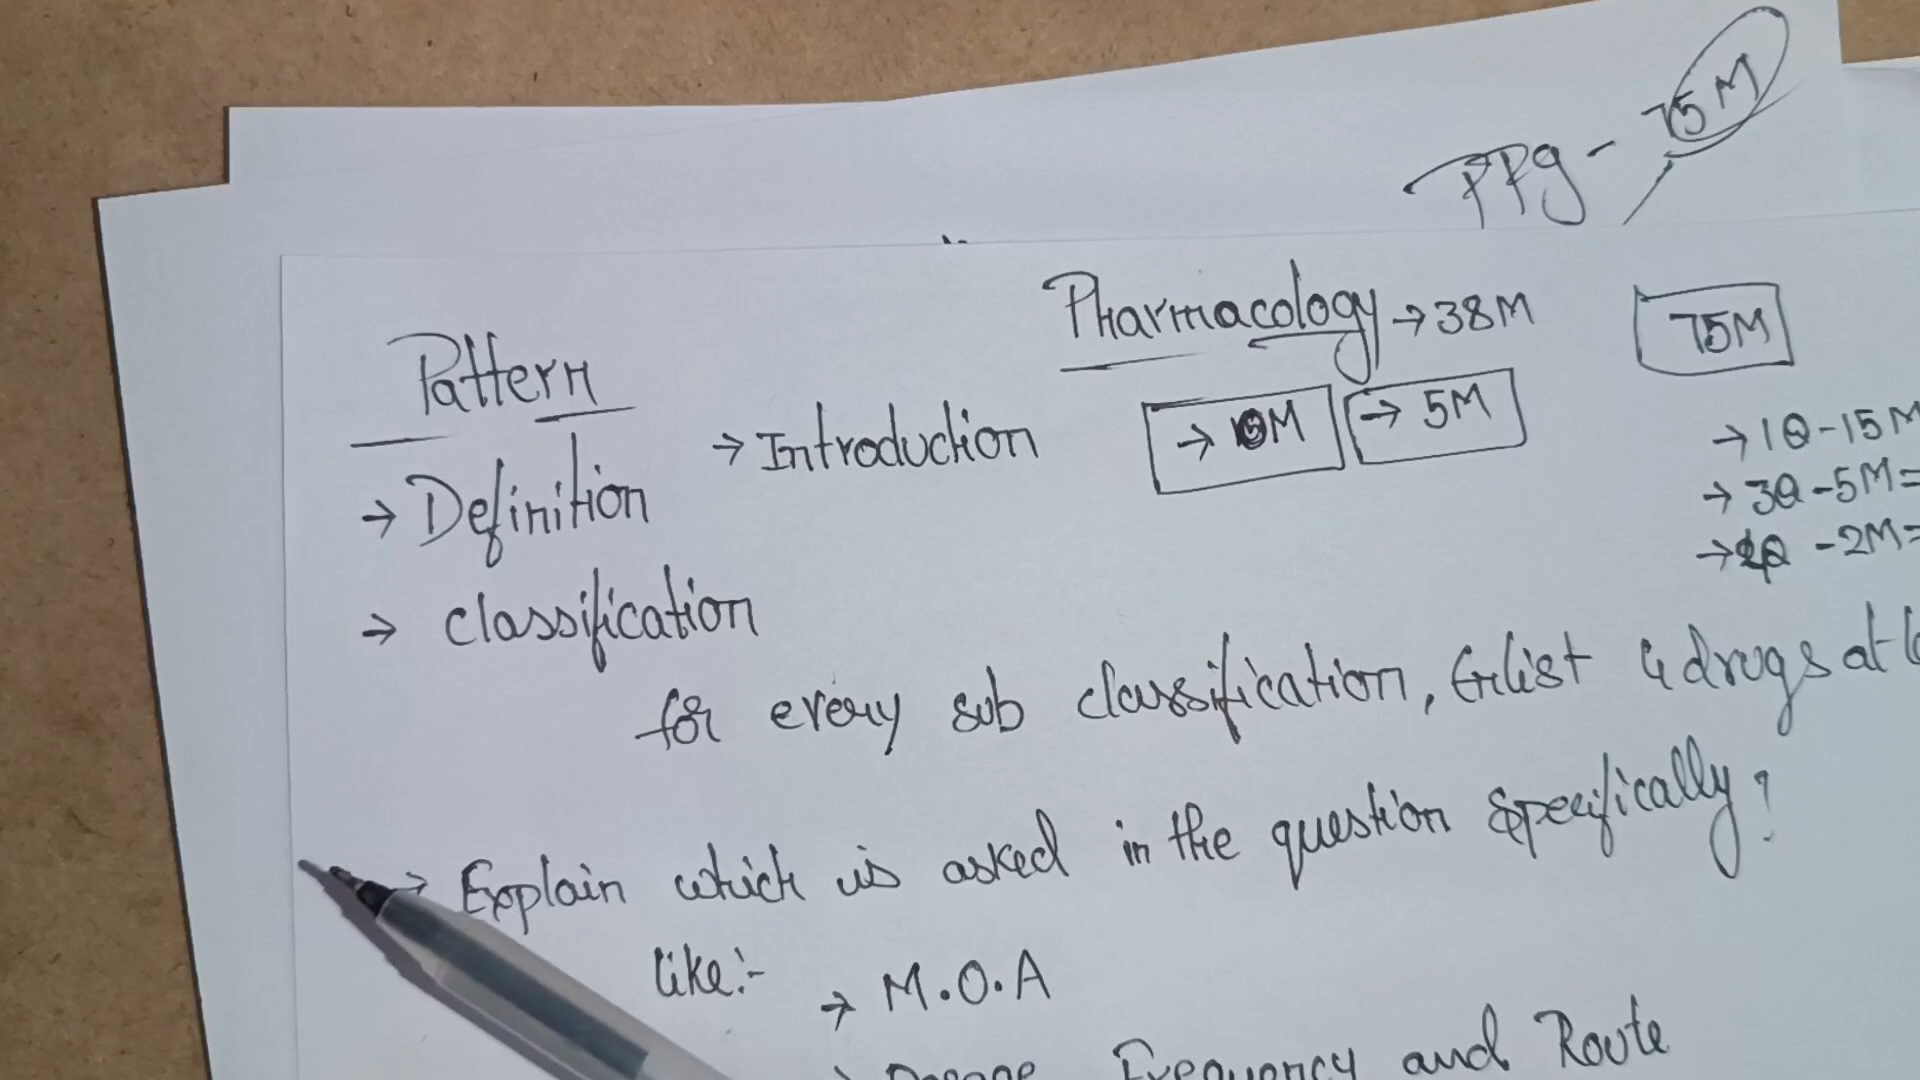 PPg - 75M
Pharmacology → 38M
75M
Pattern
→ Introduction
→ 10M
→ 5M
→ 1Q - 15M
→ 3Q - 5M =
→ Q - 2M =
→ Definition
→ classification
for every sub classification, Enlist 4 drugs at
→ Explain which is asked in the question specifically?
like:-
→ M.O.A
Frequency and Route